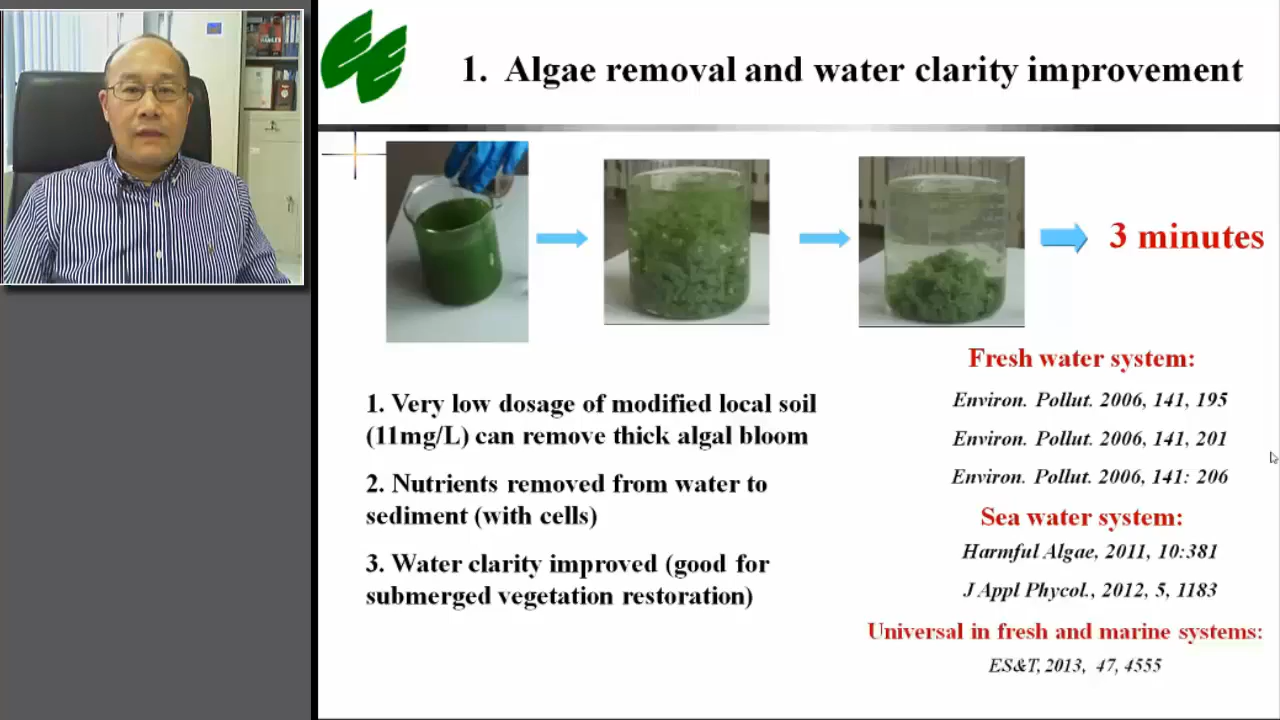 1. Algae removal and water clarity improvement
3 minutes
1. Very low dosage of modified local soil
(11mg/L) can remove thick algal bloom
2. Nutrients removed from water to
sediment (with cells)
3. Water clarity improved (good for
submerged vegetation restoration)
Fresh water system:
Environ. Pollut. 2006, 141, 195
Environ. Pollut. 2006, 141, 201
Environ. Pollut. 2006, 141: 206
Sea water system:
Harmful Algae, 2011, 10:381
J Appl Phycol., 2012, 5, 1183
Universal in fresh and marine systems:
ES&T, 2013, 47, 4555